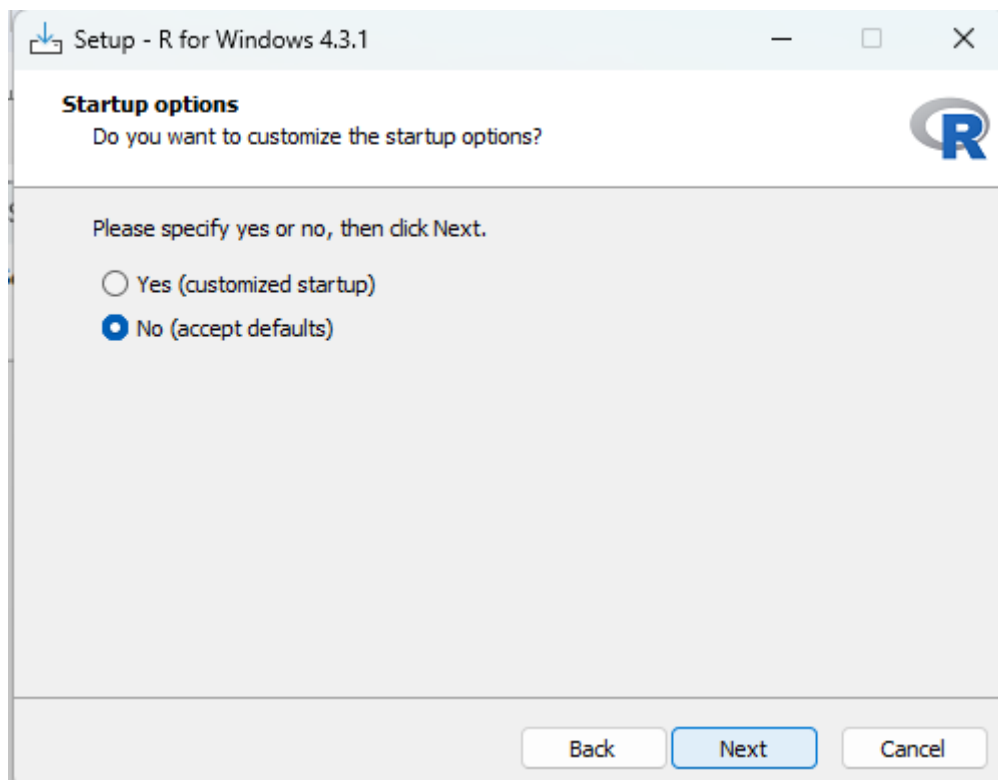 Setup - R for Windows 4.3.1
Startup options
Do you want to customize the startup options?
R
Please specify yes or no, then click Next.
Yes (customized startup)
No (accept defaults)
Back Next Cancel